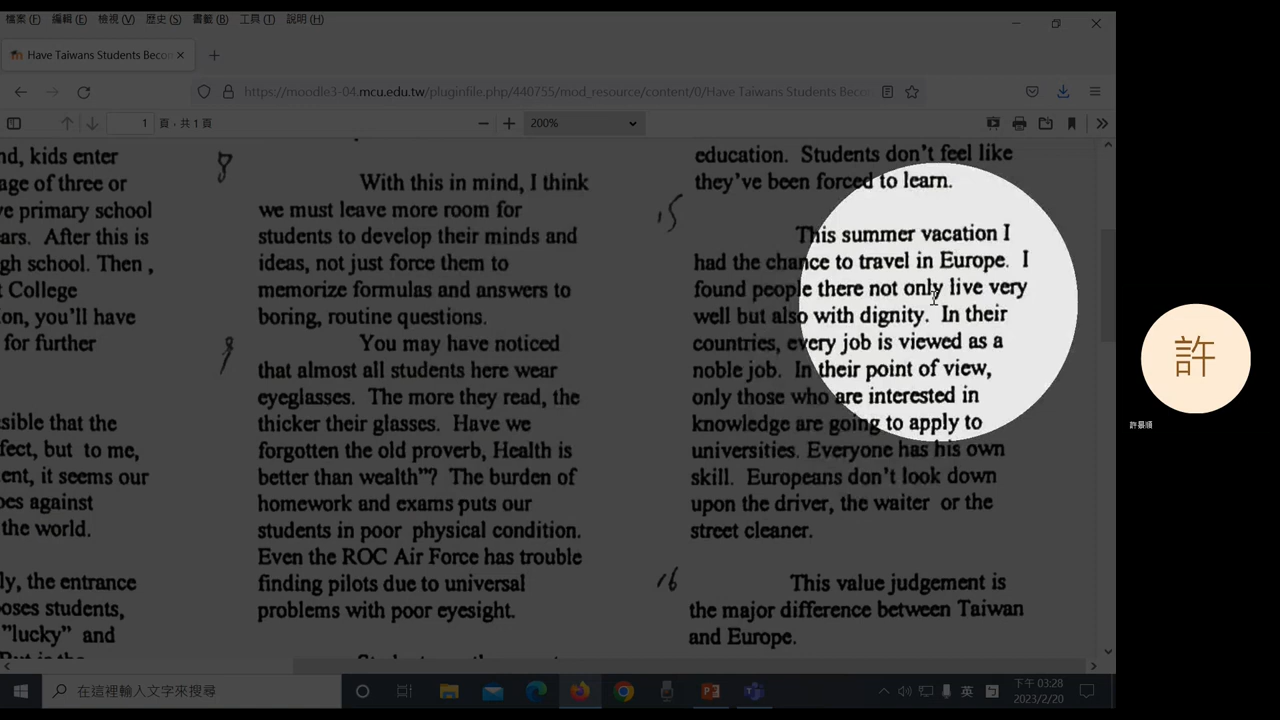 檔案(F) 編輯(E) 檢視(V) 歷史(S) 書籤(B) 工具(T) 說明(H)
Have Taiwans Students Becom
https://moodle3-04.mcu.edu.tw/pluginfile.php/440755/mod_resource/content/0/Have Taiwans Students Beco
1 頁，共 1 頁
200%
nd, kids enter
age of three or
ve primary school
ars. After this is
gh school. Then ,
t College
ion, you'll have
for further
sible that the
fect, but to me,
ent, it seems our
oes against
the world.
ly, the entrance
oses students,
"lucky" and
8
With this in mind, I think
we must leave more room for
students to develop their minds and
ideas, not just force them to
memorize formulas and answers to
boring, routine questions.
9
You may have noticed
that almost all students here wear
eyeglasses. The more they read, the
thicker their glasses. Have we
forgotten the old proverb, Health is
better than wealth"? The burden of
homework and exams puts our
students in poor physical condition.
Even the ROC Air Force has trouble
finding pilots due to universal
problems with poor eyesight.
education. Students don't feel like
they've been forced to learn.
15
This summer vacation I
had the chance to travel in Europe. I
found people there not only live very
well but also with dignity. In their
countries, every job is viewed as a
noble job. In their point of view,
only those who are interested in
knowledge are going to apply to
universities. Everyone has his own
skill. Europeans don't look down
upon the driver, the waiter or the
street cleaner.
16
This value judgement is
the major difference between Taiwan
and Europe.
許
許景順
在這裡輸入文字來搜尋
英
下午 03:28
2023/2/20